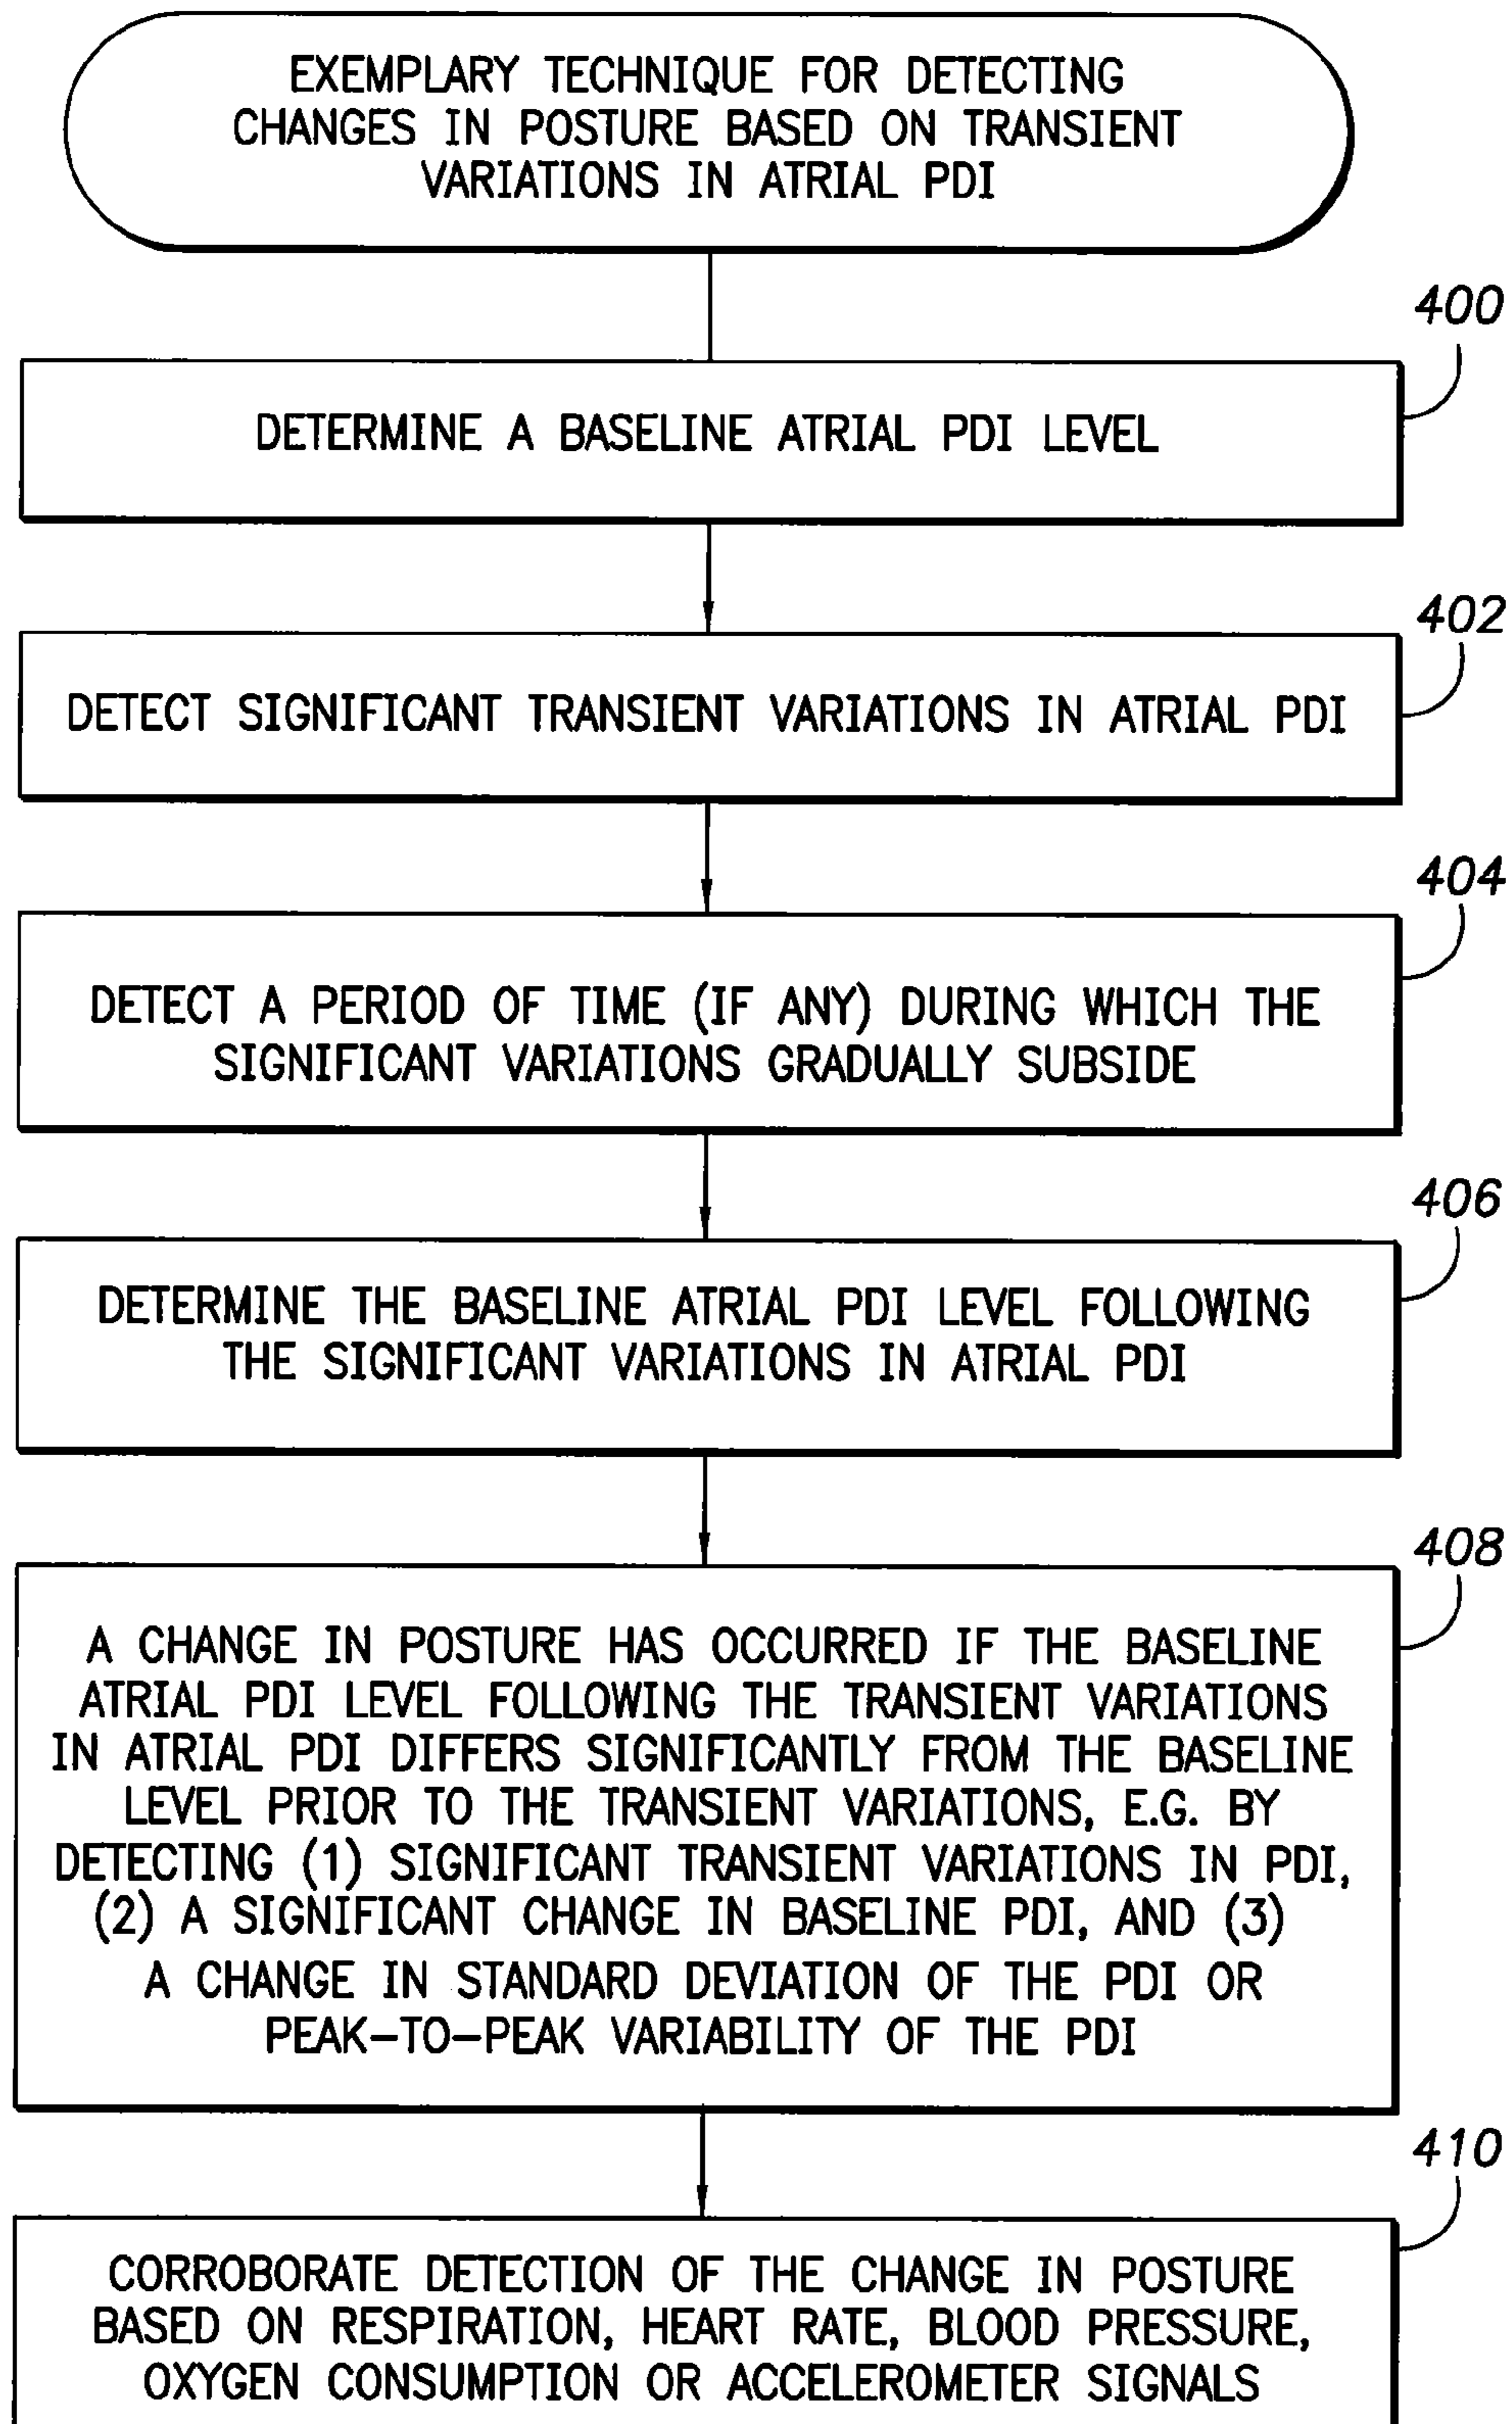 EXEMPLARY TECHNIQUE FOR DETECTING
CHANGES IN POSTURE BASED ON TRANSIENT
VARIATIONS IN ATRIAL PDI
400
DETERMINE A BASELINE ATRIAL PDI LEVEL
402
DETECT SIGNIFICANT TRANSIENT VARIATIONS IN ATRIAL PDI
404
DETECT A PERIOD OF TIME (IF ANY) DURING WHICH THE
SIGNIFICANT VARIATIONS GRADUALLY SUBSIDE
406
DETERMINE THE BASELINE ATRIAL PDI LEVEL FOLLOWING
THE SIGNIFICANT VARIATIONS IN ATRIAL PDI
408
A CHANGE IN POSTURE HAS OCCURRED IF THE BASELINE
ATRIAL PDI LEVEL FOLLOWING THE TRANSIENT VARIATIONS
IN ATRIAL PDI DIFFERS SIGNIFICANTLY FROM THE BASELINE
LEVEL PRIOR TO THE TRANSIENT VARIATIONS, E.G. BY
DETECTING (1) SIGNIFICANT TRANSIENT VARIATIONS IN PDI,
(2) A SIGNIFICANT CHANGE IN BASELINE PDI, AND (3)
A CHANGE IN STANDARD DEVIATION OF THE PDI OR
PEAK-TO-PEAK VARIABILITY OF THE PDI
410
CORROBORATE DETECTION OF THE CHANGE IN POSTURE
BASED ON RESPIRATION, HEART RATE, BLOOD PRESSURE,
OXYGEN CONSUMPTION OR ACCELEROMETER SIGNALS